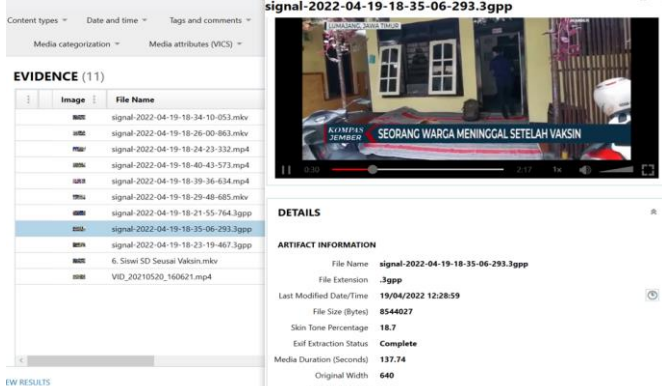 Content types
Date and time
Tags and comments
Media categorization
Media attributes (VICS)
EVIDENCE (11)
Image
File Name
signal-2022-04-19-18-34-10-053.mkv
signal-2022-04-19-18-26-00-863.mkv
signal-2022-04-19-18-24-23-332.mp4
signal-2022-04-19-18-40-43-573.mp4
signal-2022-04-19-18-39-36-634.mp4
signal-2022-04-19-18-29-48-685.mkv
signal-2022-04-19-18-21-55-764.3gpp
signal-2022-04-19-18-35-06-293.3gpp
signal-2022-04-19-18-23-19-467.3gpp
6. Siswi SD Seusai Vaksin.mkv
VID_20210520_160621.mp4
EW RESULTS
signal-2022-04-19-18-35-06-293.3gpp
LUMAJANG, JAWA TIMUR
KOMPAS
JEMBER
SEORANG WARGA MENINGGAL SETELAH VAKSIN
0:30
2:17
1x
DETAILS
ARTIFACT INFORMATION
File Name signal-2022-04-19-18-35-06-293.3gpp
File Extension .3gpp
Last Modified Date/Time 19/04/2022 12:28:59
File Size (Bytes) 8544027
Skin Tone Percentage 18.7
Exif Extraction Status Complete
Media Duration (Seconds) 137.74
Original Width 640